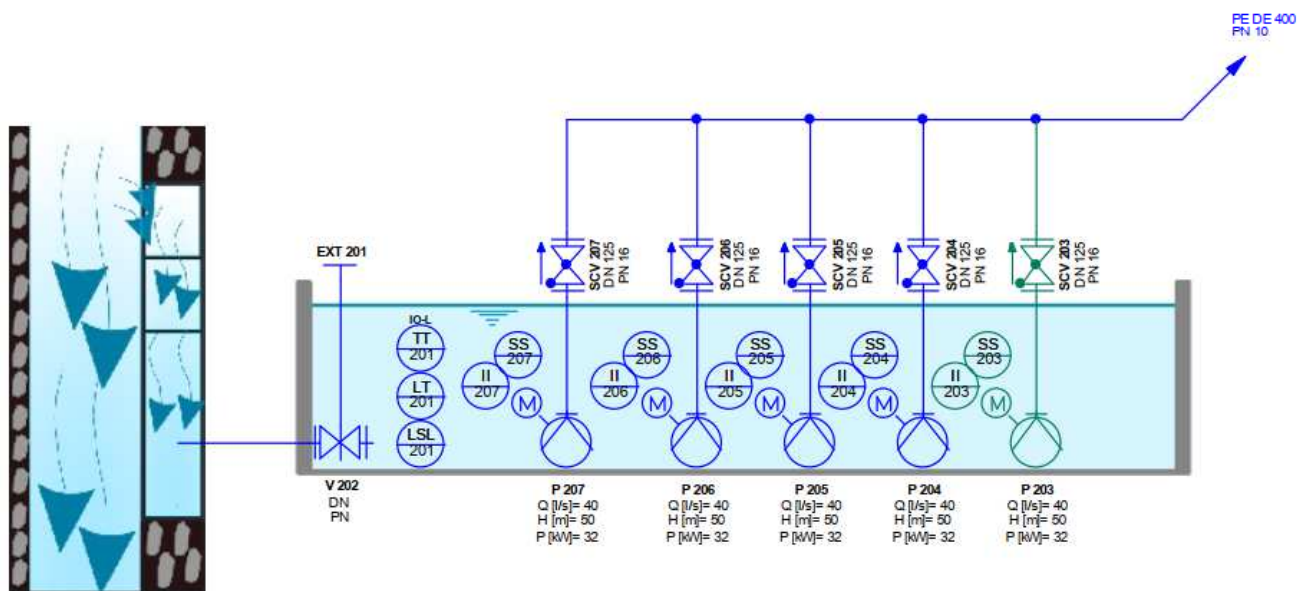 PE DE 400
PN 10
EXT 201
SCV 207
DN 125
PN 16
SCV 206
DN 125
PN 16
SCV 205
DN 125
PN 16
SCV 204
DN 125
PN 16
SCV 203
DN 125
PN 16
IO-L
TT
201
LT
201
LSL
201
SS
207
II
207
M
SS
206
II
206
M
SS
205
II
205
M
SS
204
II
204
M
SS
203
II
203
M
V 202
DN
PN
P 207
Q [l/s]= 40
H [m]= 50
P [kW]= 32
P 206
Q [l/s]= 40
H [m]= 50
P [kW]= 32
P 205
Q [l/s]= 40
H [m]= 50
P [kW]= 32
P 204
Q [l/s]= 40
H [m]= 50
P [kW]= 32
P 203
Q [l/s]= 40
H [m]= 50
P [kW]= 32